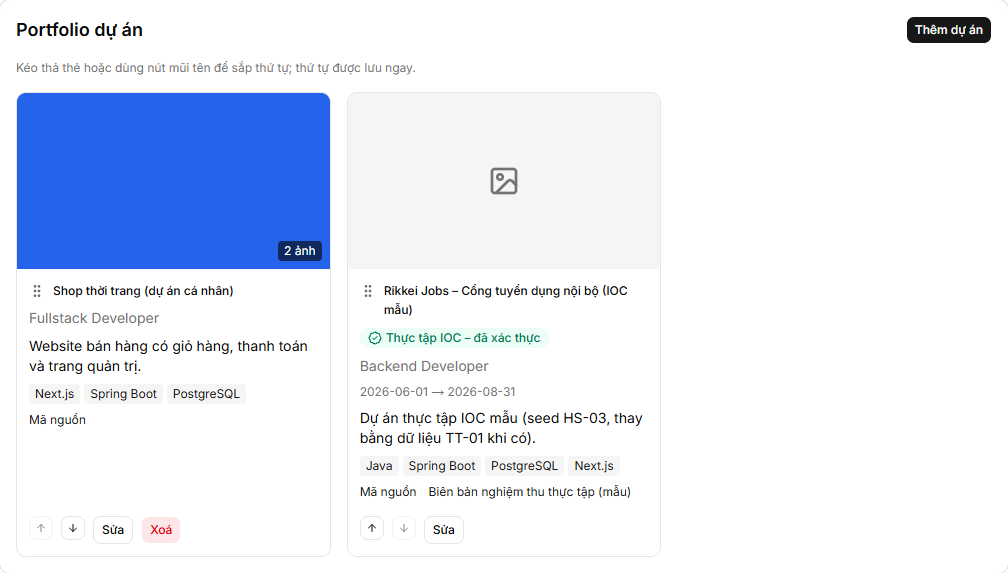 Portfolio dự án
Thêm dự án
Kéo thả thẻ hoặc dùng nút mũi tên để sắp thứ tự; thứ tự được lưu ngay.
2 ảnh
Shop thời trang (dự án cá nhân)
Fullstack Developer
Website bán hàng có giỏ hàng, thanh toán
và trang quản trị.
Next.js Spring Boot PostgreSQL
Mã nguồn
↑ ↓ Sửa Xoá
Rikkei Jobs – Cổng tuyển dụng nội bộ (IOC
mẫu)
Thực tập IOC – đã xác thực
Backend Developer
2026-06-01 → 2026-08-31
Dự án thực tập IOC mẫu (seed HS-03, thay
bằng dữ liệu TT-01 khi có).
Java Spring Boot PostgreSQL Next.js
Mã nguồn Biên bản nghiệm thu thực tập (mẫu)
↑ ↓ Sửa